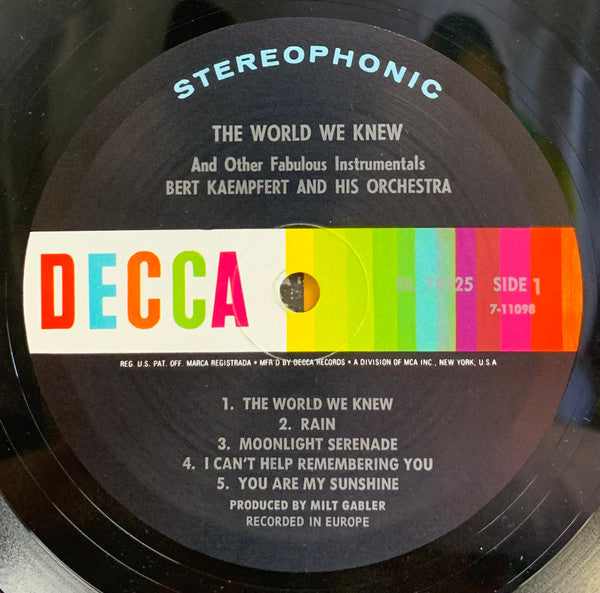 STEREOPHONIC
THE WORLD WE KNEW
And Other Fabulous Instrumentals
BERT KAEMPFERT AND HIS ORCHESTRA
DECCA
SIDE 1
7-11098
REG. U.S. PAT. OFF. MARCA REGISTRADA • MFR'D BY DECCA RECORDS • A DIVISION OF MCA INC., NEW YORK, U.S.A
1. THE WORLD WE KNEW
2. RAIN
3. MOONLIGHT SERENADE
4. I CAN'T HELP REMEMBERING YOU
5. YOU ARE MY SUNSHINE
PRODUCED BY MILT GABLER
RECORDED IN EUROPE